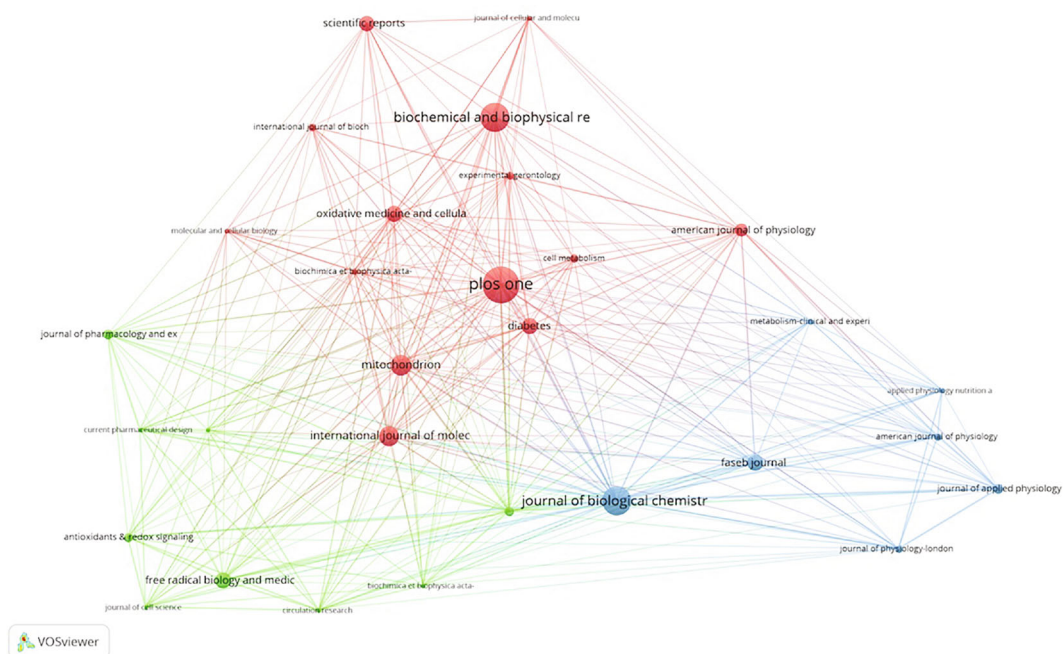 scientific reports
journal of cellular and molecu
biochemical and biophysical re
international journal of bioch
experimental gerontology
oxidative medicine and cellula
molecular and cellular biology
american journal of physiology
cell metabolism
biochimica et biophysica acta-
plos one
metabolism-clinical and experi
diabetes
journal of pharmacology and ex
mitochondrion
applied physiology nutrition a
current pharmaceutical design
international journal of molec
american journal of physiology
faseb journal
journal of applied physiology
journal of biological chemistr
antioxidants & redox signaling
journal of physiology-london
free radical biology and medic
biochimica et biophysica acta-
journal of cell science
circulation research
VOSviewer